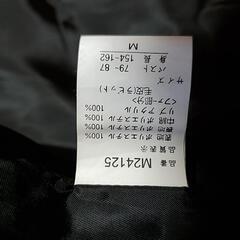 品番 M24125
品質表示
表地 ポリエステル 100%
裏地 ポリエステル 100%
中綿 ポリエステル 100%
リブ アクリル 100%
<ファー部分>
毛皮(ラビット)
サイズ
バスト 79~87
身長 154~162
M